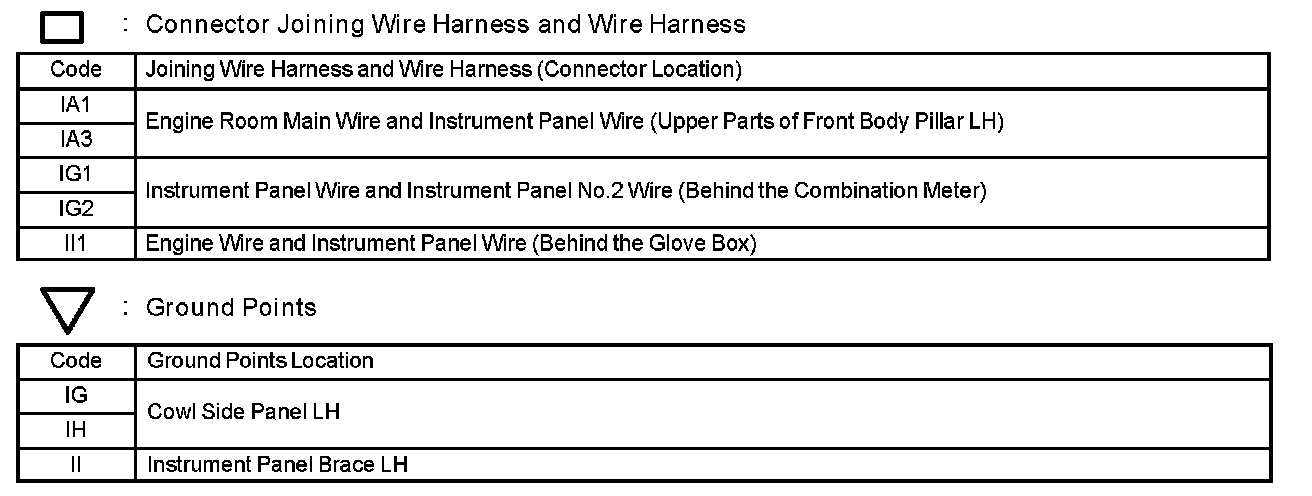 : Connector Joining Wire Harness and Wire Harness
Code Joining Wire Harness and Wire Harness (Connector Location)
IA1
Engine Room Main Wire and Instrument Panel Wire (Upper Parts of Front Body Pillar LH)
IA3
IG1
Instrument Panel Wire and Instrument Panel No.2 Wire (Behind the Combination Meter)
IG2
II1 Engine Wire and Instrument Panel Wire (Behind the Glove Box)
: Ground Points
Code Ground Points Location
IG
Cowl Side Panel LH
IH
II Instrument Panel Brace LH